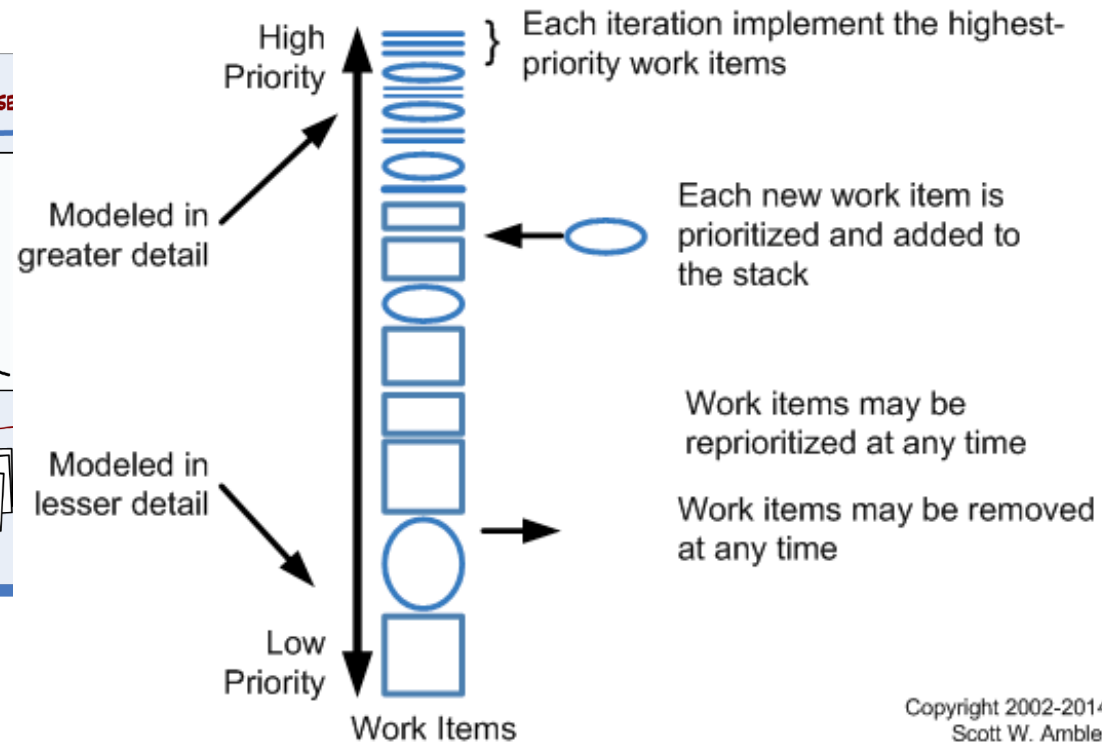 High
Priority
Each iteration implement the highest-
priority work items
Modeled in
greater detail
Each new work item is
prioritized and added to
the stack
Work items may be
reprioritized at any time
Modeled in
lesser detail
Work items may be removed
at any time
Low
Priority
Work Items
Copyright 2002-2014
Scott W. Amble